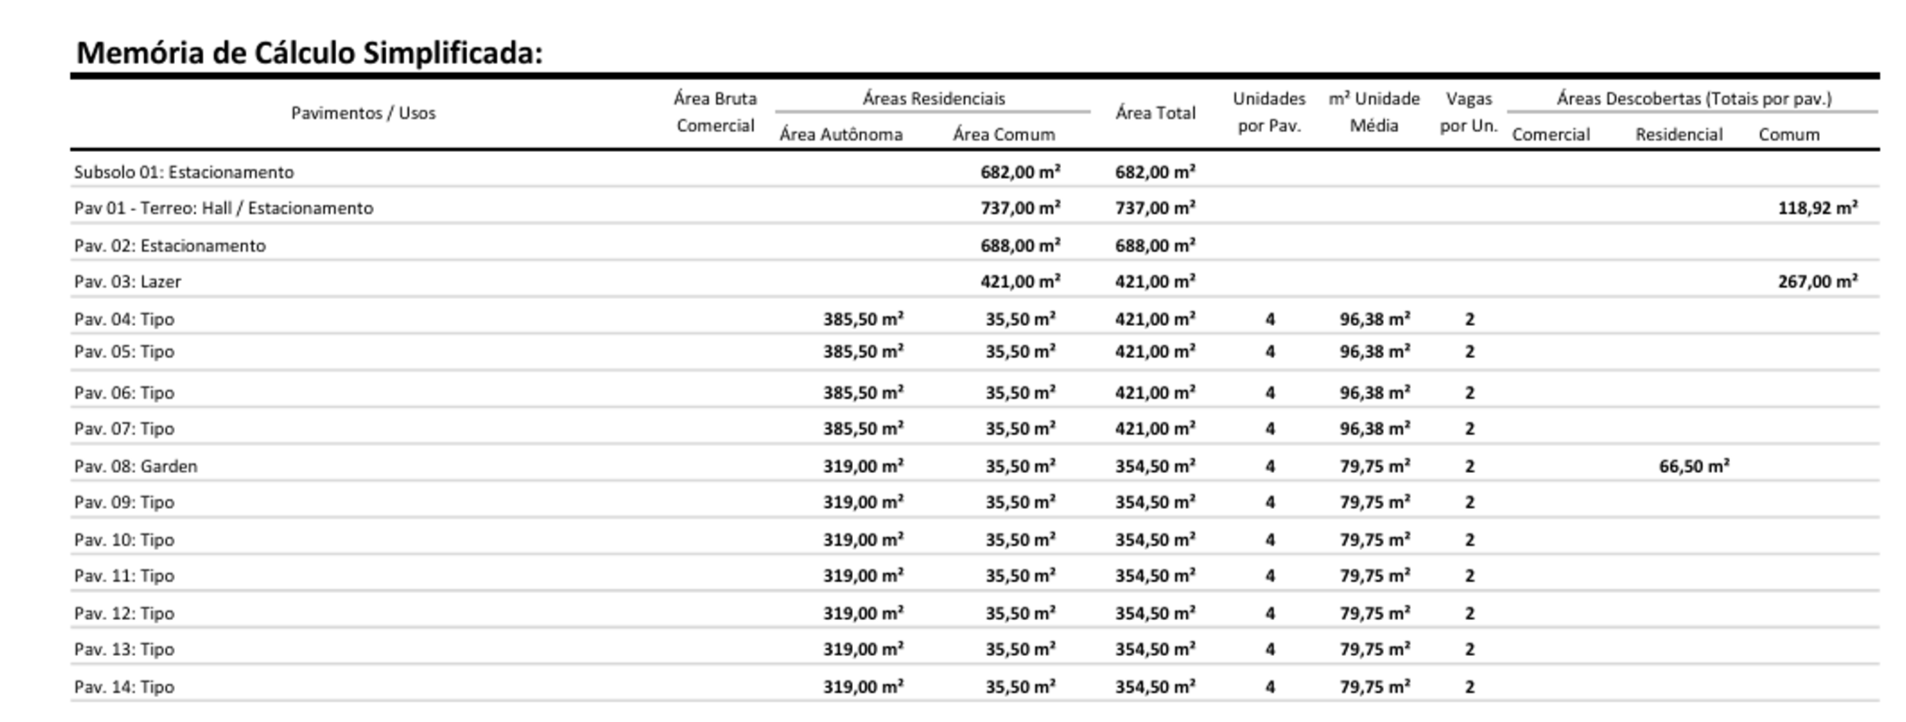 Memória de Cálculo Simplificada:
Pavimentos / Usos Área Bruta Comercial Áreas Residenciais Área Total Unidades por Pav. m² Unidade Média Vagas por Un. Áreas Descobertas (Totais por pav.)
Área Autônoma Área Comum Comercial Residencial Comum
Subsolo 01: Estacionamento 682,00 m² 682,00 m²
Pav 01 - Terreo: Hall / Estacionamento 737,00 m² 737,00 m² 118,92 m²
Pav. 02: Estacionamento 688,00 m² 688,00 m²
Pav. 03: Lazer 421,00 m² 421,00 m² 267,00 m²
Pav. 04: Tipo 385,50 m² 35,50 m² 421,00 m² 4 96,38 m² 2
Pav. 05: Tipo 385,50 m² 35,50 m² 421,00 m² 4 96,38 m² 2
Pav. 06: Tipo 385,50 m² 35,50 m² 421,00 m² 4 96,38 m² 2
Pav. 07: Tipo 385,50 m² 35,50 m² 421,00 m² 4 96,38 m² 2
Pav. 08: Garden 319,00 m² 35,50 m² 354,50 m² 4 79,75 m² 2 66,50 m²
Pav. 09: Tipo 319,00 m² 35,50 m² 354,50 m² 4 79,75 m² 2
Pav. 10: Tipo 319,00 m² 35,50 m² 354,50 m² 4 79,75 m² 2
Pav. 11: Tipo 319,00 m² 35,50 m² 354,50 m² 4 79,75 m² 2
Pav. 12: Tipo 319,00 m² 35,50 m² 354,50 m² 4 79,75 m² 2
Pav. 13: Tipo 319,00 m² 35,50 m² 354,50 m² 4 79,75 m² 2
Pav. 14: Tipo 319,00 m² 35,50 m² 354,50 m² 4 79,75 m² 2